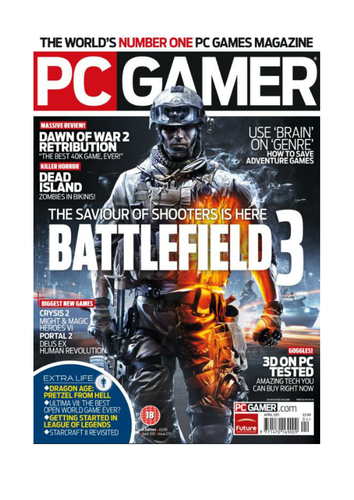 THE WORLD'S NUMBER ONE PC GAMES MAGAZINE
PC GAMER
MASSIVE REVIEW!
DAWN OF WAR 2
RETRIBUTION
"THE BEST 40K GAME, EVER!"
KILLER HORROR
DEAD
ISLAND
ZOMBIES IN BIKINIS!
USE 'BRAIN'
ON 'GENRE'
HOW TO SAVE
ADVENTURE GAMES
THE SAVIOUR OF SHOOTERS IS HERE
BATTLEFIELD 3
BIGGEST NEW GAMES
CRYSIS 2
MIGHT & MAGIC
HEROES VI
PORTAL 2
DEUS EX
HUMAN REVOLUTION
GOGGLES!
3D ON PC
TESTED
AMAZING TECH YOU
CAN BUY RIGHT NOW
EXTRA LIFE
DRAGON AGE:
PRETZEL FROM HELL
ULTIMA VII: THE BEST
OPEN WORLD GAME EVER?
GETTING STARTED IN
LEAGUE OF LEGENDS
STARCRAFT II REVISITED
18
PC GAMER.com
future
APRIL 2011